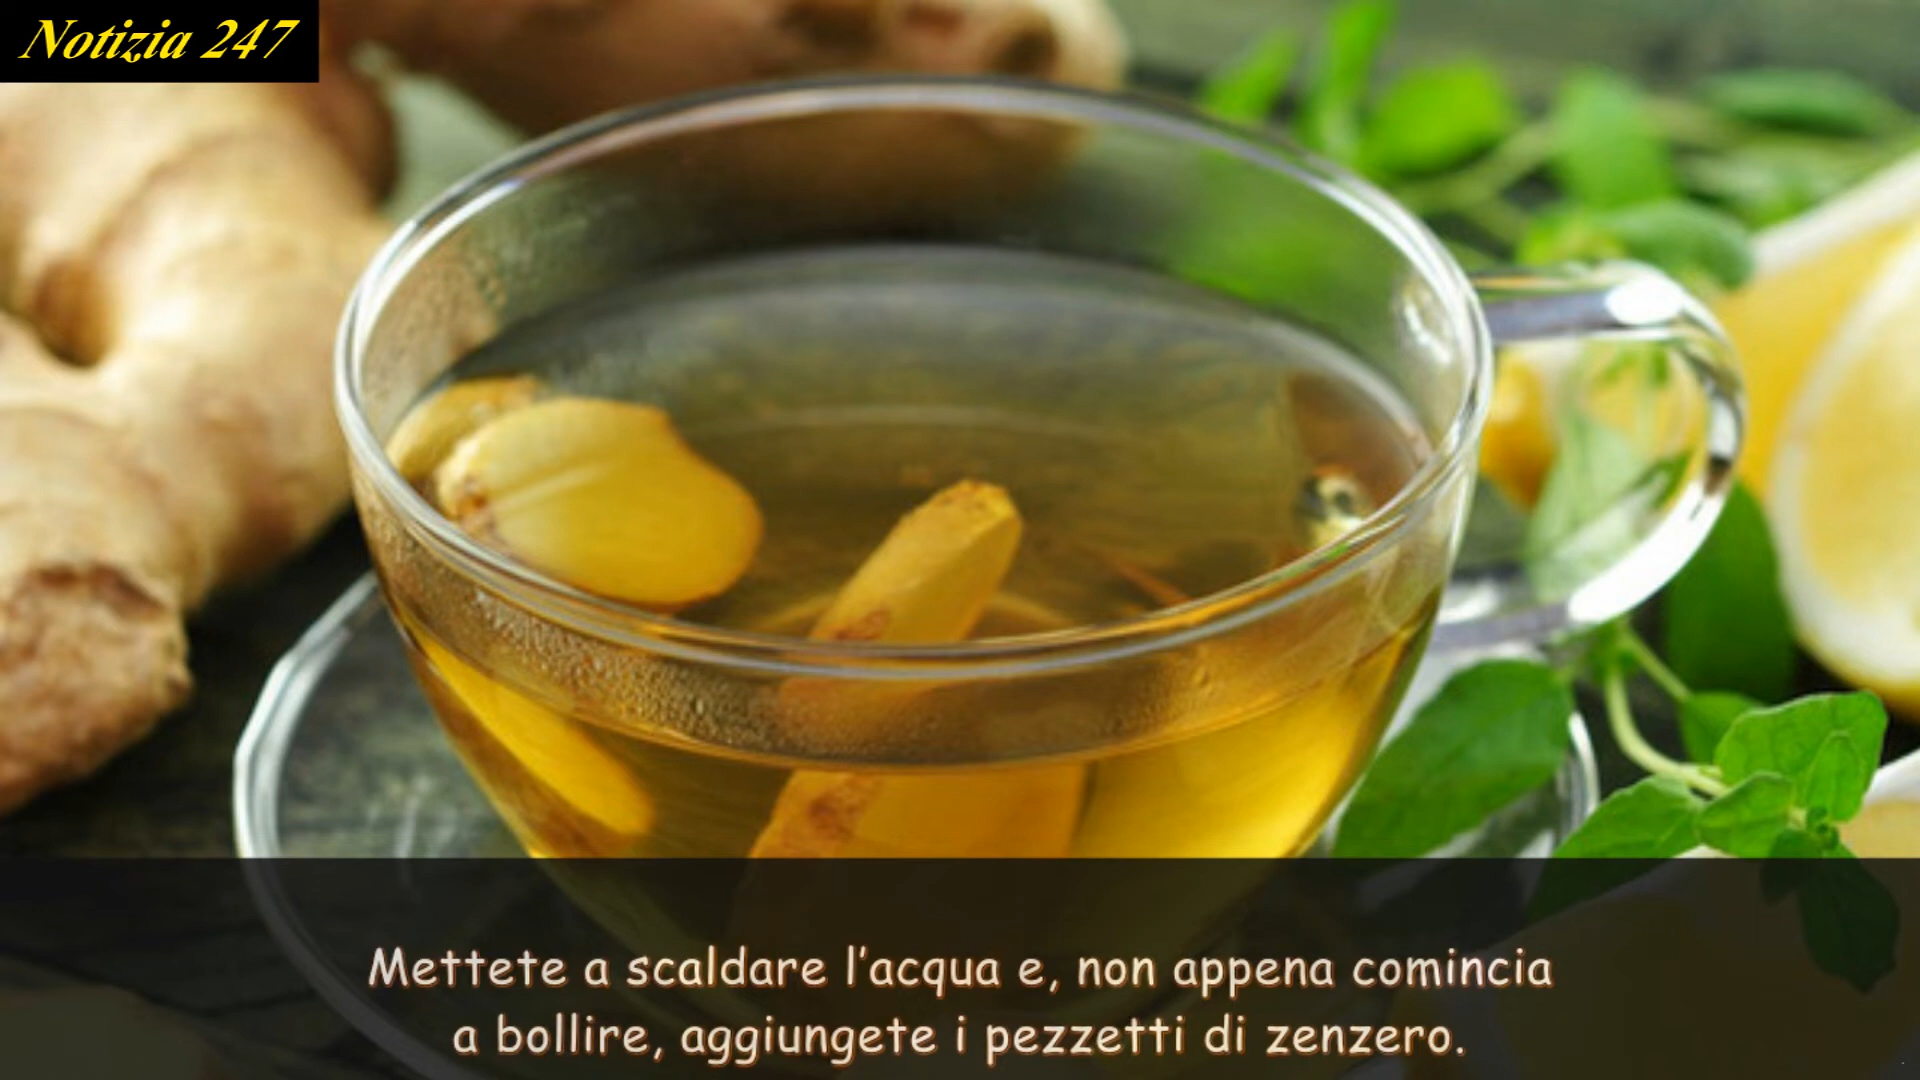 Notizia 247
Mettete a scaldare l'acqua e, non appena comincia
a bollire, aggiungete i pezzetti di zenzero.